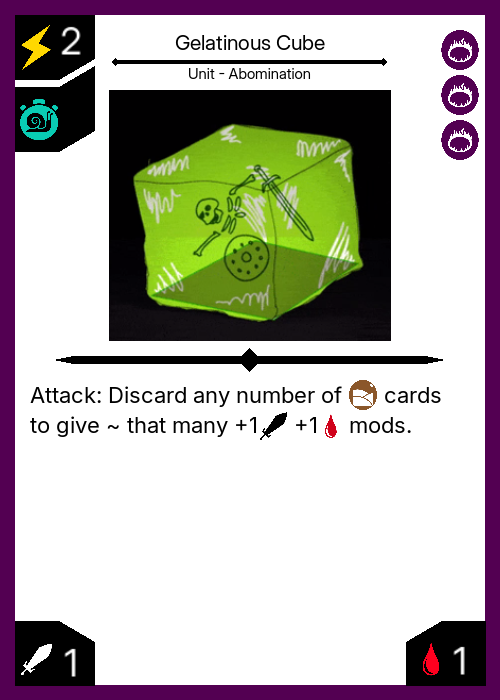 2
Gelatinous Cube
Unit - Abomination
Attack: Discard any number of cards
to give ~ that many +1 +1 mods.
1
1